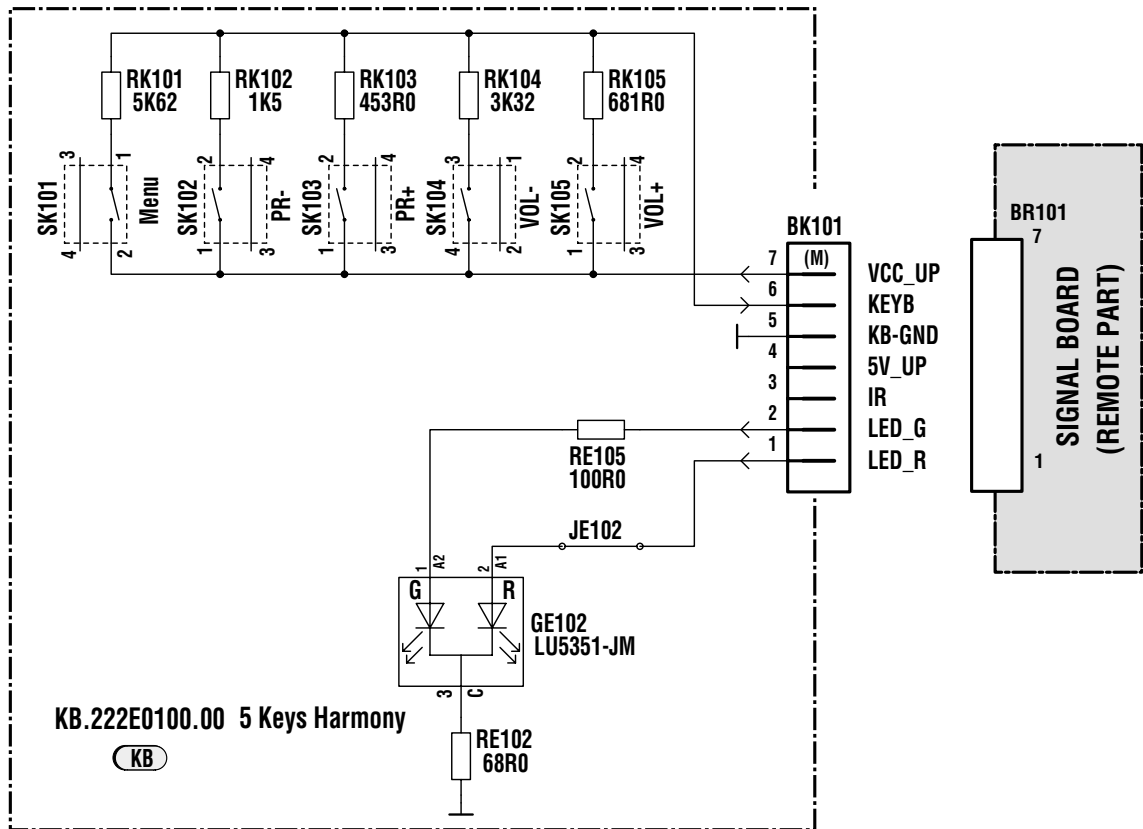 RK101 RK102 RK103 RK104 RK105
5K62 1K5 453R0 3K32 681R0
3 1 2 4 2 4 3 1 2 4
SK101 Menu SK102 PR- SK103 PR+ SK104 VOL- SK105 VOL+
4 2 1 3 1 3 4 2 1 3
BK101
(M)
7 VCC_UP
6 KEYB
5 KB-GND
4 5V_UP
3 IR
2 LED_G
1 LED_R
BR101
7
1
SIGNAL BOARD
(REMOTE PART)
RE105
100R0
JE102
1 A2 2 A1
G R
GE102
LU5351-JM
3 C
KB.222E0100.00 5 Keys Harmony
KB
RE102
68R0